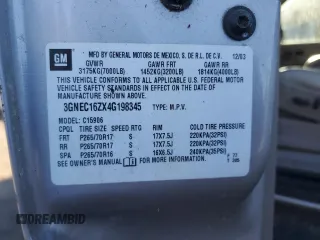 GM MFD BY GENERAL MOTORS DE MEXICO, S. DE R.L. DE C.V. 12/03
GVWR GAWR FRT GAWR RR
3175KG(7000LB) 1452KG(3200LB) 1814KG(4000LB)
THIS VEHICLE CONFORMS TO ALL APPLICABLE U.S. FEDERAL MOTOR
VEHICLE SAFETY STANDARDS IN EFFECT ON THE DATE OF
MANUFACTURE SHOWN ABOVE.
3GNEC16ZX4G198345 TYPE: M.P.V.
MODEL: C15906
TIRE SIZE SPEED RTG RIM COLD TIRE PRESSURE
FRT P265/70R17 S 17X7.5J 220KPA(32PSI)
RR P265/70R17 S 17X7.5J 220KPA(32PSI)
SPA P265/70R16 S 16X6.5J 240KPA(35PSI)
SEE OWNER'S MANUAL FOR ADDITIONAL INFORMATION